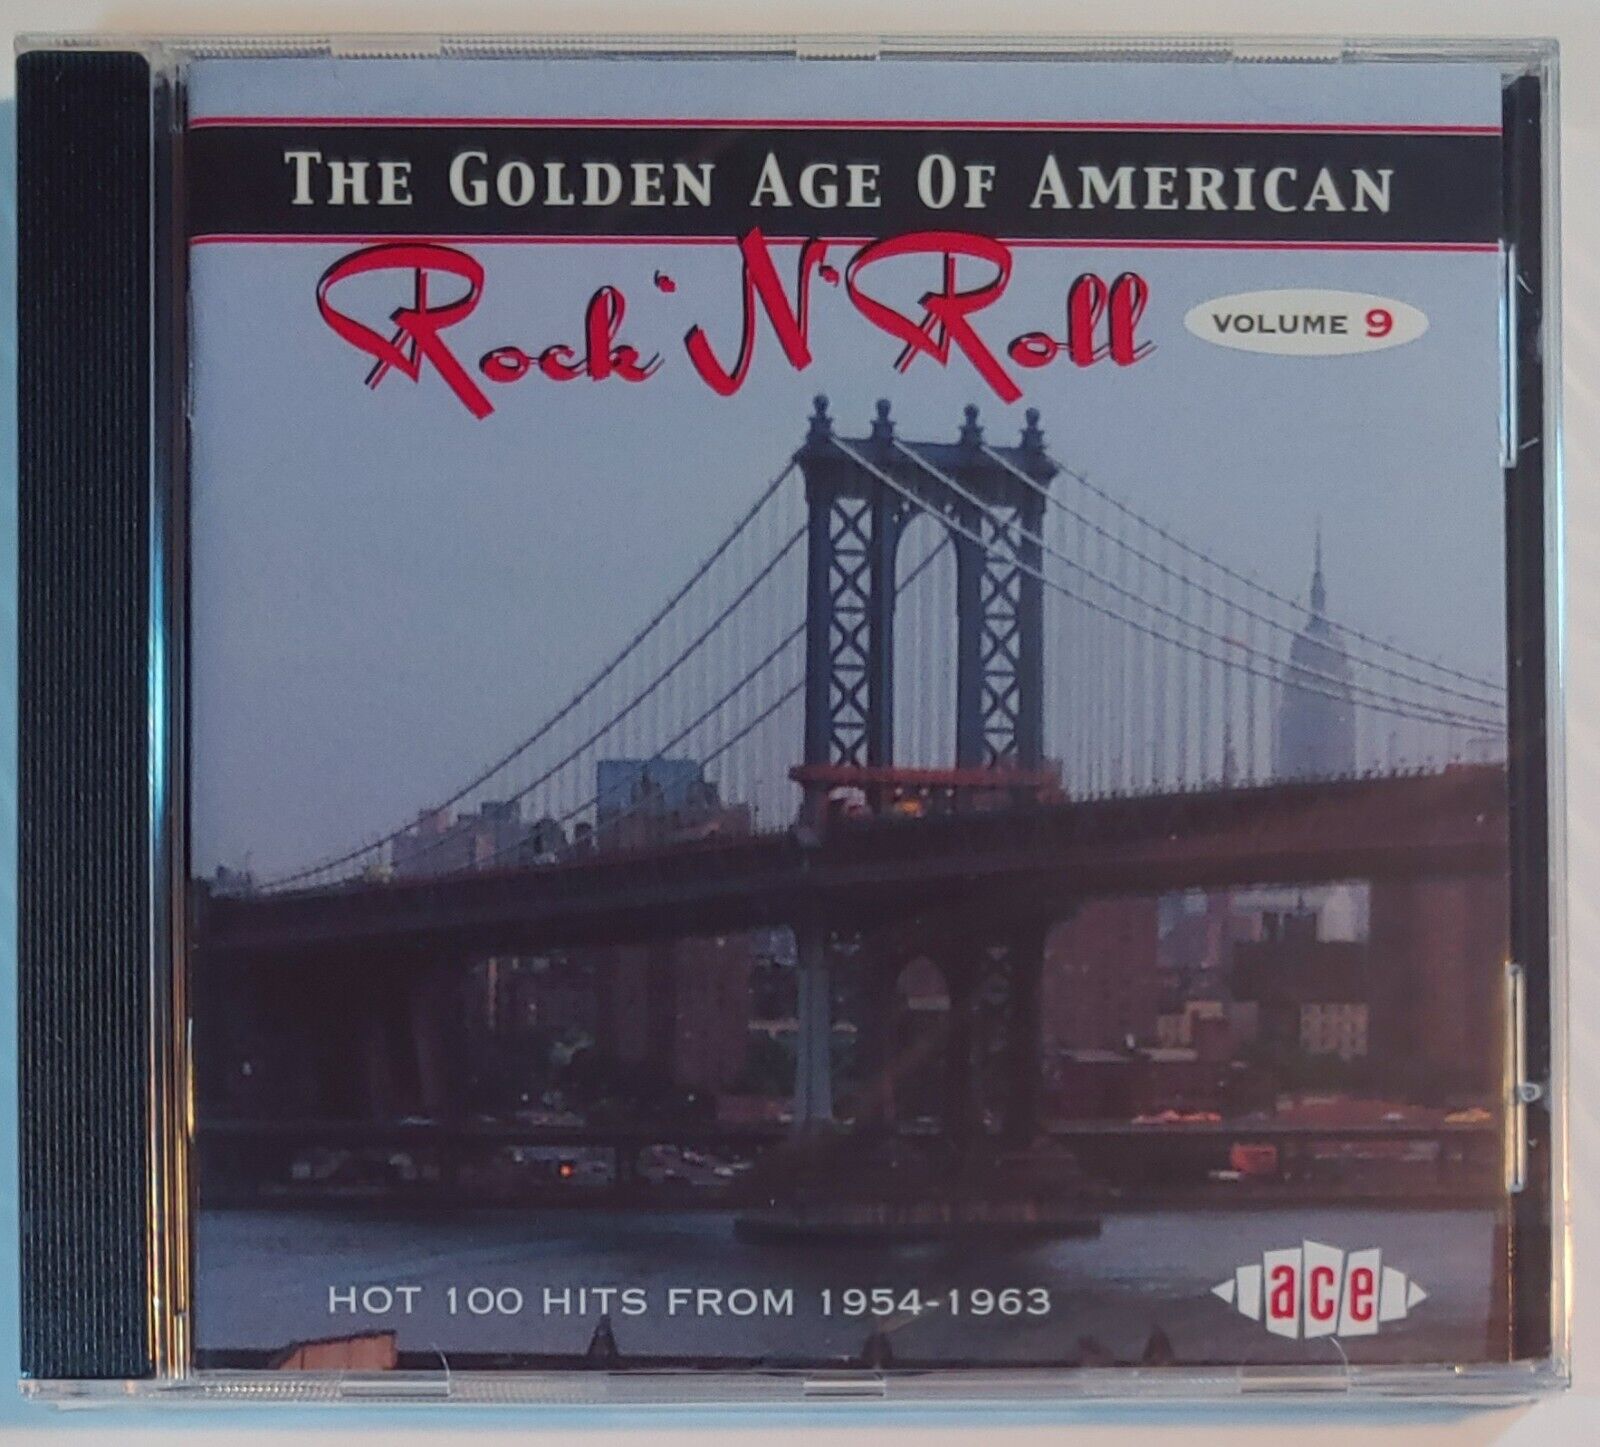 THE GOLDEN AGE OF AMERICAN
Rock 'N' Roll
VOLUME 9
HOT 100 HITS FROM 1954-1963
ace